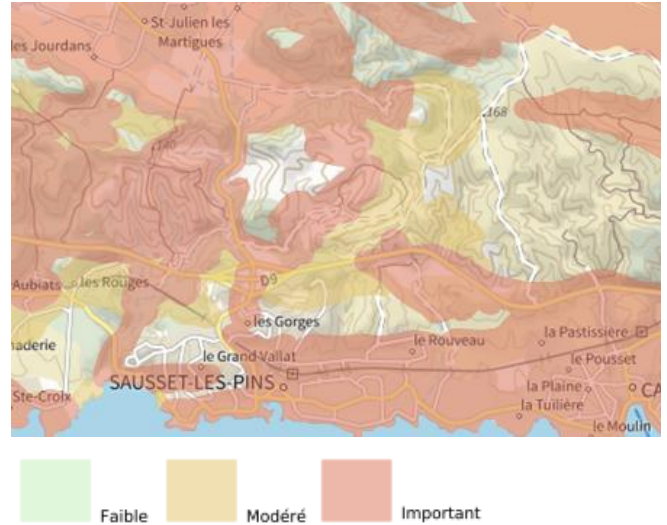 St-Julien les
Martigues
les Jourdans
168
Aubiats
les Rouges
D9
les Gorges
naderie
le Grand Vallat
le Rouveau
la Pastissière
le Pousset
SAUSSET-LES-PINS
la Plaine
CA
Ste-Croix
la Tuilière
le Moulin
Faible
Modéré
Important